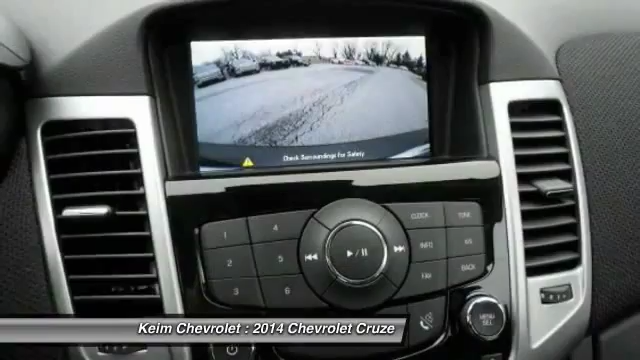 Check Surroundings for Safety
CLOCK TONE
1 4
INFO
2 5
FAV BACK
3 6
MENU
SEL
Keim Chevrolet : 2014 Chevrolet Cruze